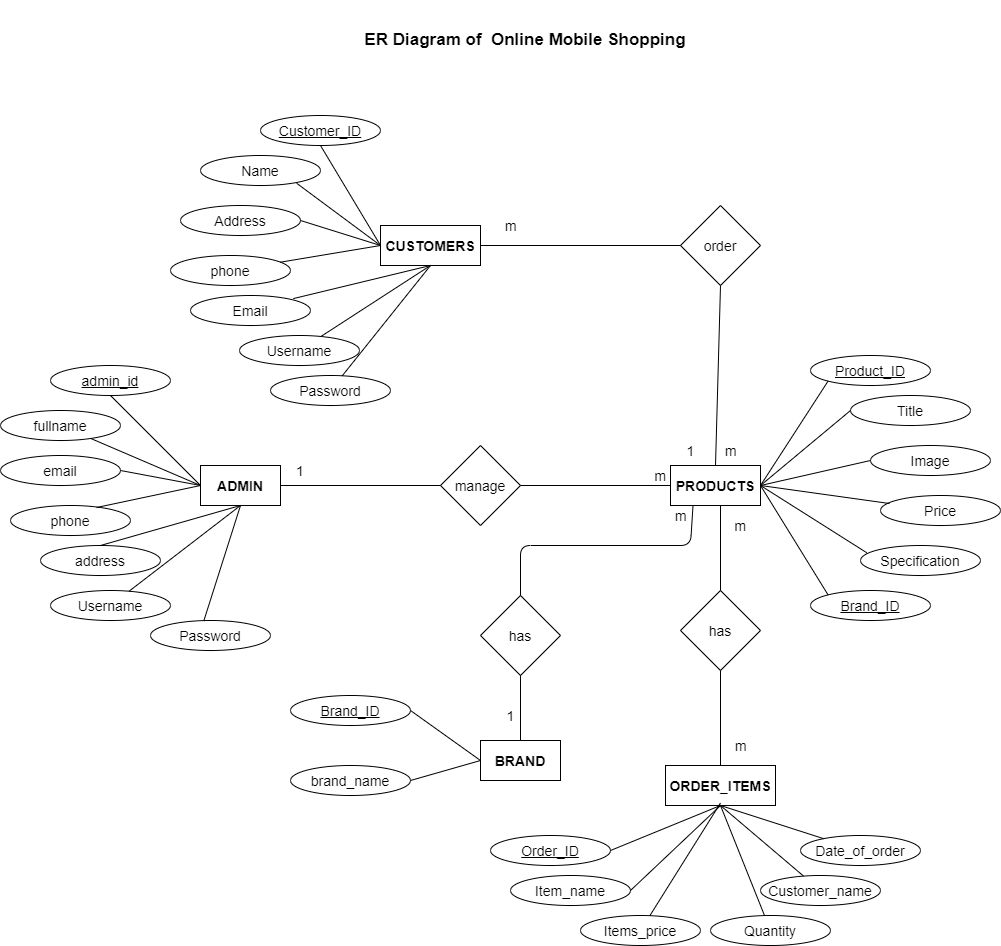 ER Diagram of  Online Mobile Shopping
Customer_ID
Name
Address
phone
Email
Username
Password
CUSTOMERS
m
order
admin_id
fullname
email
phone
address
Username
Password
ADMIN
1
manage
m
1
m
PRODUCTS
Product_ID
Title
Image
Price
Specification
Brand_ID
m
m
has
has
1
m
Brand_ID
brand_name
BRAND
ORDER_ITEMS
Order_ID
Item_name
Items_price
Quantity
Customer_name
Date_of_order